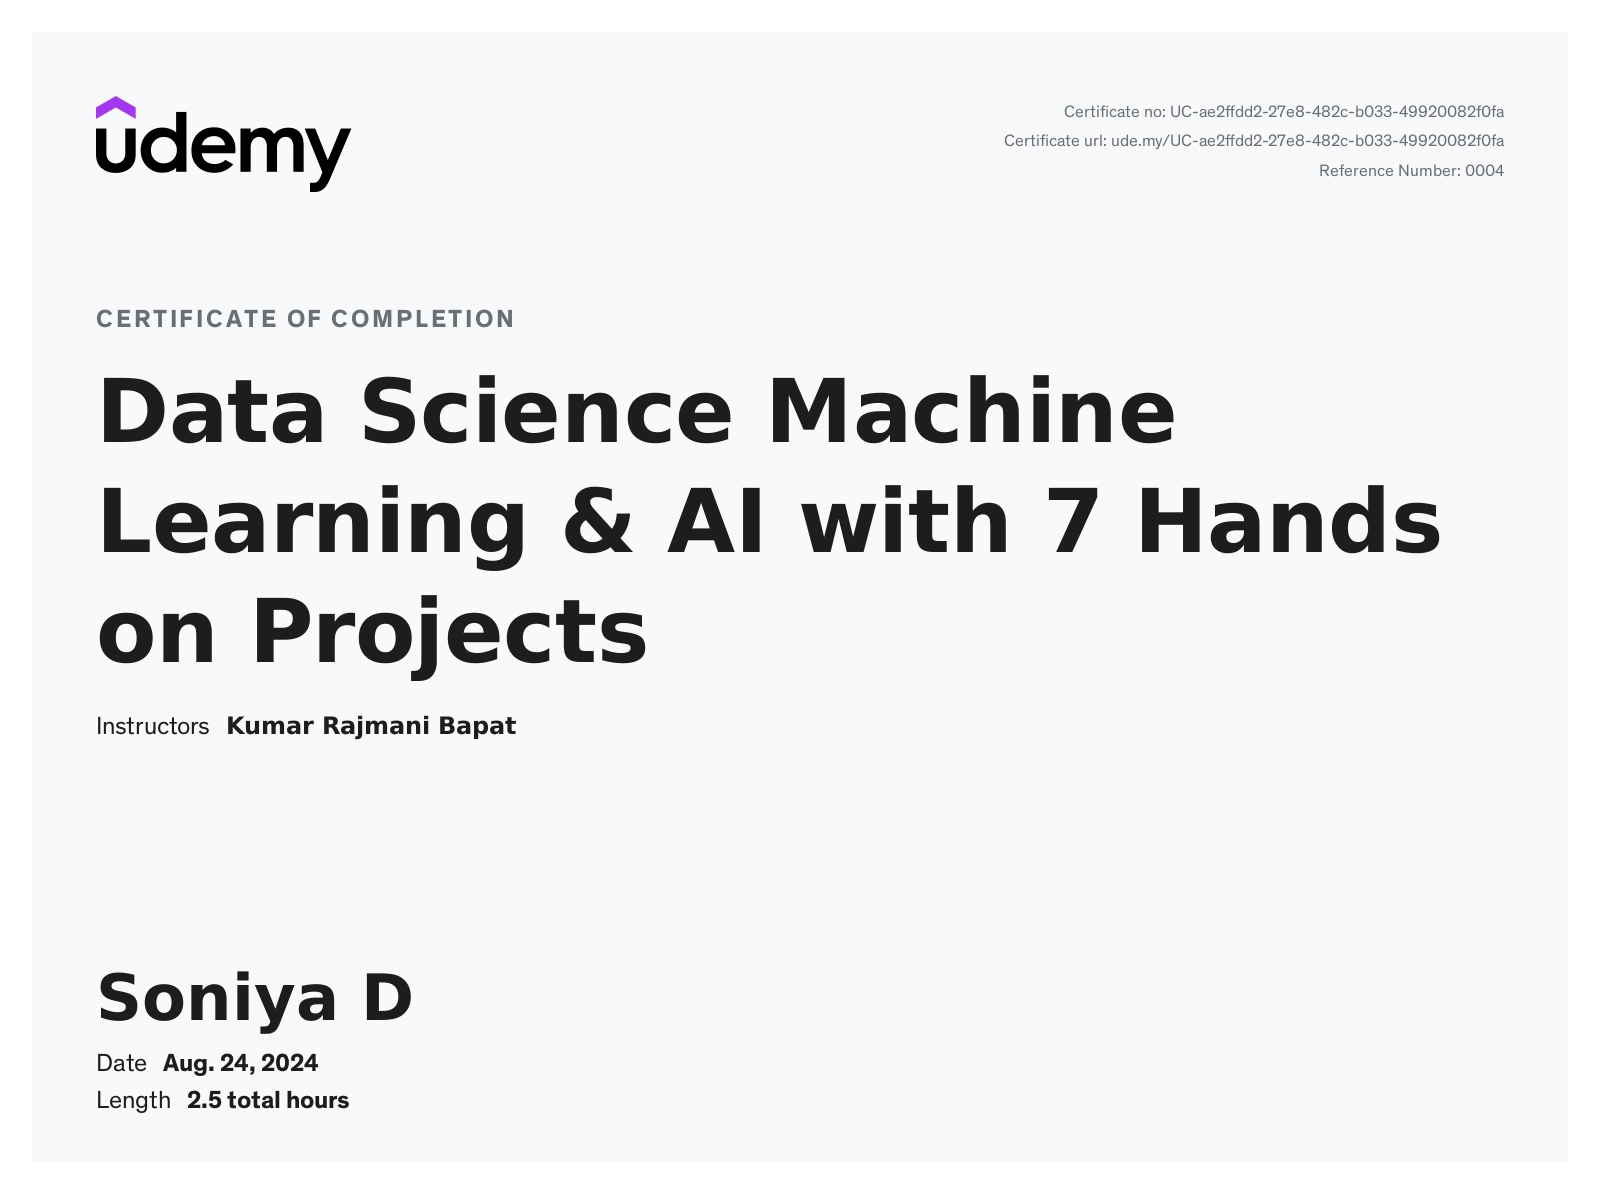 udemy
Certificate no: UC-ae2ffdd2-27e8-482c-b033-49920082f0fa
Certificate url: ude.my/UC-ae2ffdd2-27e8-482c-b033-49920082f0fa
Reference Number: 0004
CERTIFICATE OF COMPLETION
Data Science Machine
Learning & AI with 7 Hands
on Projects
Instructors Kumar Rajmani Bapat
Soniya D
Date Aug. 24, 2024
Length 2.5 total hours